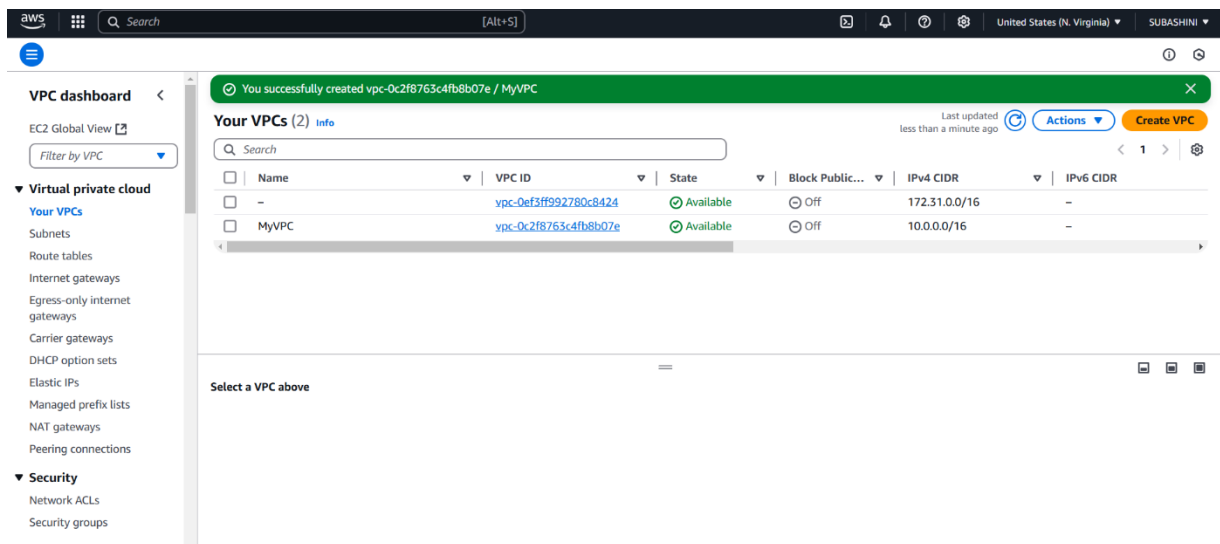 aws Search [Alt+S] United States (N. Virginia) SUBASHINI
VPC dashboard
EC2 Global View
Filter by VPC
Virtual private cloud
Your VPCs
Subnets
Route tables
Internet gateways
Egress-only internet
gateways
Carrier gateways
DHCP option sets
Elastic IPs
Managed prefix lists
NAT gateways
Peering connections
Security
Network ACLs
Security groups
You successfully created vpc-0c2f8763c4fb8b07e / MyVPC
Your VPCs (2) Info
Last updated
less than a minute ago
Actions
Create VPC
Search
1
Name VPC ID State Block Public... IPv4 CIDR IPv6 CIDR
– vpc-0ef3ff992780c8424 Available Off 172.31.0.0/16 –
MyVPC vpc-0c2f8763c4fb8b07e Available Off 10.0.0.0/16 –
Select a VPC above